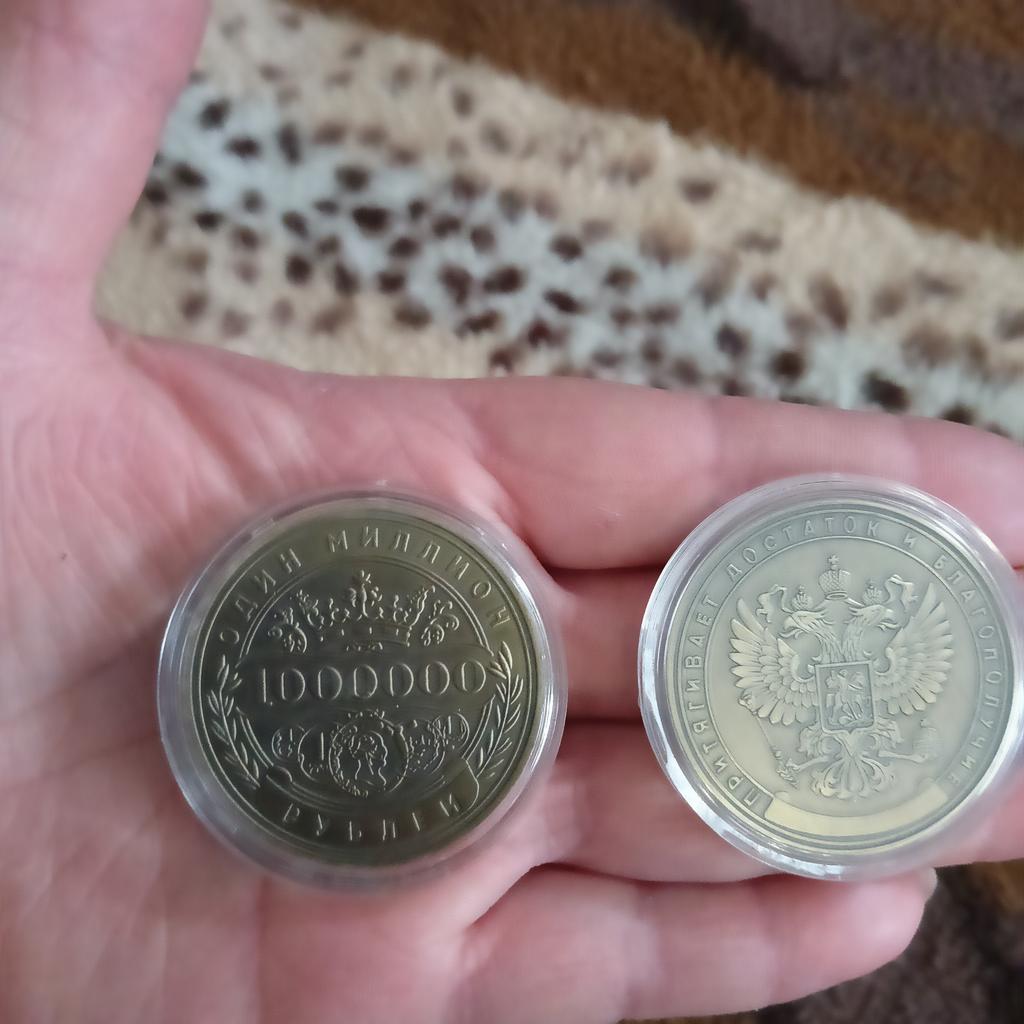 ОДИН МИЛЛИОН
1000000
РУБЛЕЙ
ПРИТЯГИВАЕТ ДОСТАТОК И БЛАГОПОЛУЧИЕ